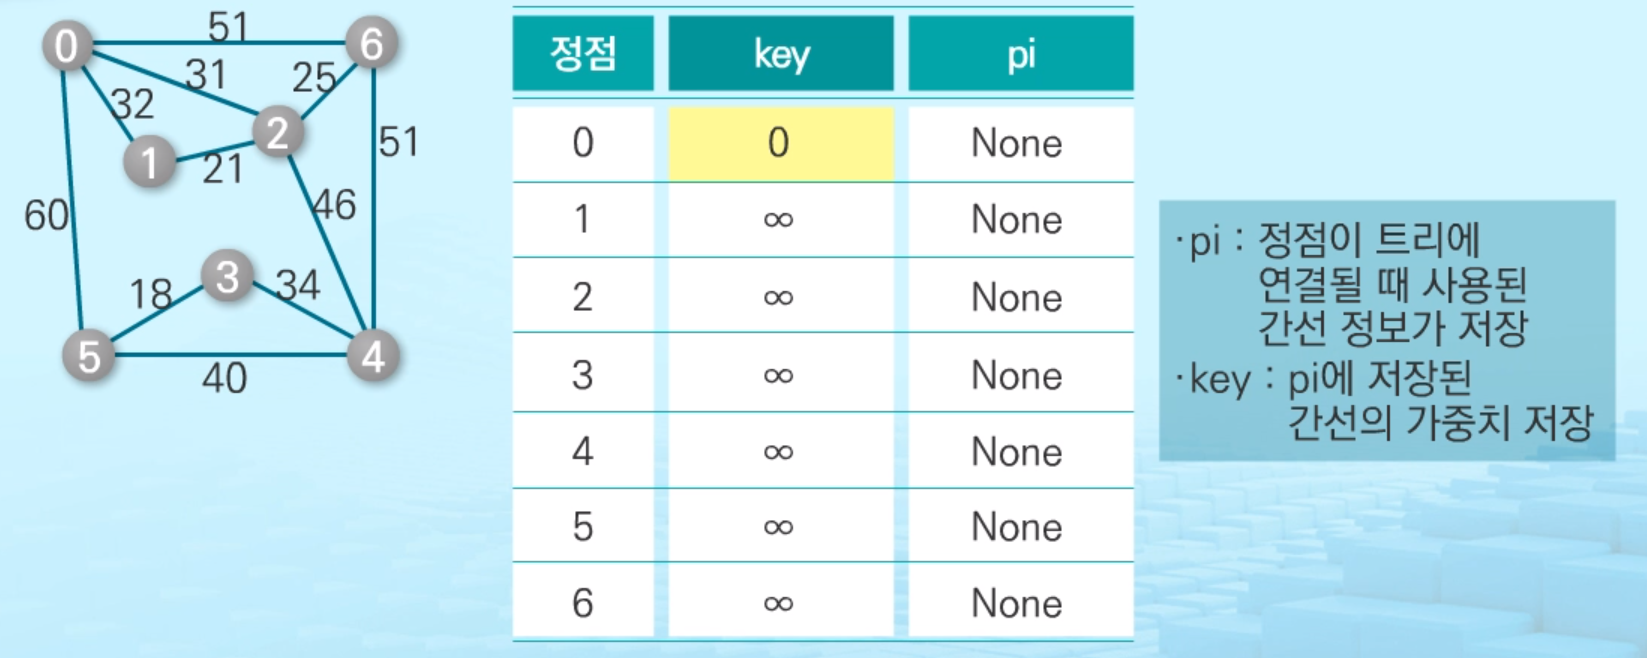 0
51
6
31
25
32
2
51
1
21
46
60
3
18
34
5
4
40
정점 key pi
0 0 None
1 ∞ None
2 ∞ None
3 ∞ None
4 ∞ None
5 ∞ None
6 ∞ None
·pi : 정점이 트리에
연결될 때 사용된
간선 정보가 저장
·key : pi에 저장된
간선의 가중치 저장